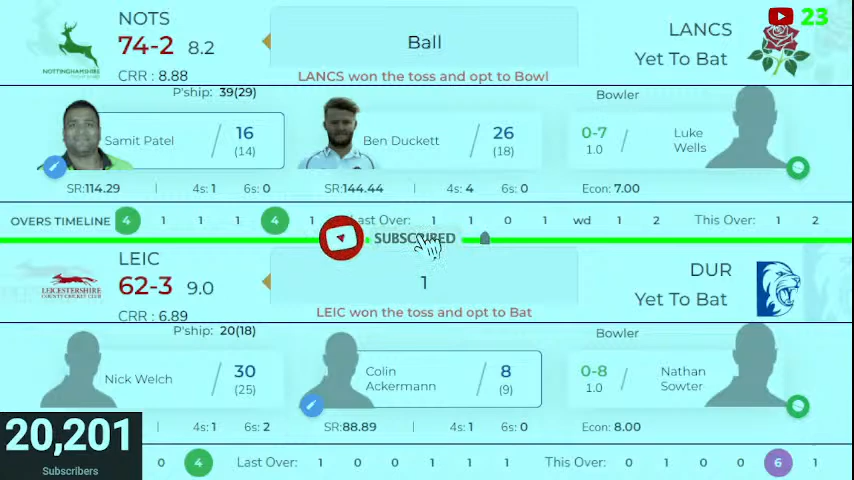 23
NOTS
74-2 8.2
CRR : 8.88
NOTTINGHAMSHIRE
Ball
LANCS won the toss and opt to Bowl
LANCS
Yet To Bat
P'ship: 39(29)
Samit Patel
16
(14)
Ben Duckett
26
(18)
Bowler
0-7
1.0
Luke
Wells
SR:114.29 | 4s: 1 6s: 0
SR:144.44 | 4s: 4 6s: 0
Econ: 7.00
OVERS TIMELINE 4 1 1 1 4 1 Last Over: 1 1 0 1 wd 1 2 This Over: 1 2
SUBSCRIBED
LEIC
62-3 9.0
CRR : 6.89
LEICESTERSHIRE
COUNTY CRICKET CLUB
1
LEIC won the toss and opt to Bat
DUR
Yet To Bat
P'ship: 20(18)
Nick Welch
30
(25)
Colin
Ackermann
8
(9)
Bowler
0-8
1.0
Nathan
Sowter
4s: 1 6s: 2
SR:88.89 | 4s: 1 6s: 0
Econ: 8.00
20,201
Subscribers
0 4 Last Over: 1 0 0 1 1 1 This Over: 0 1 0 0 6 1